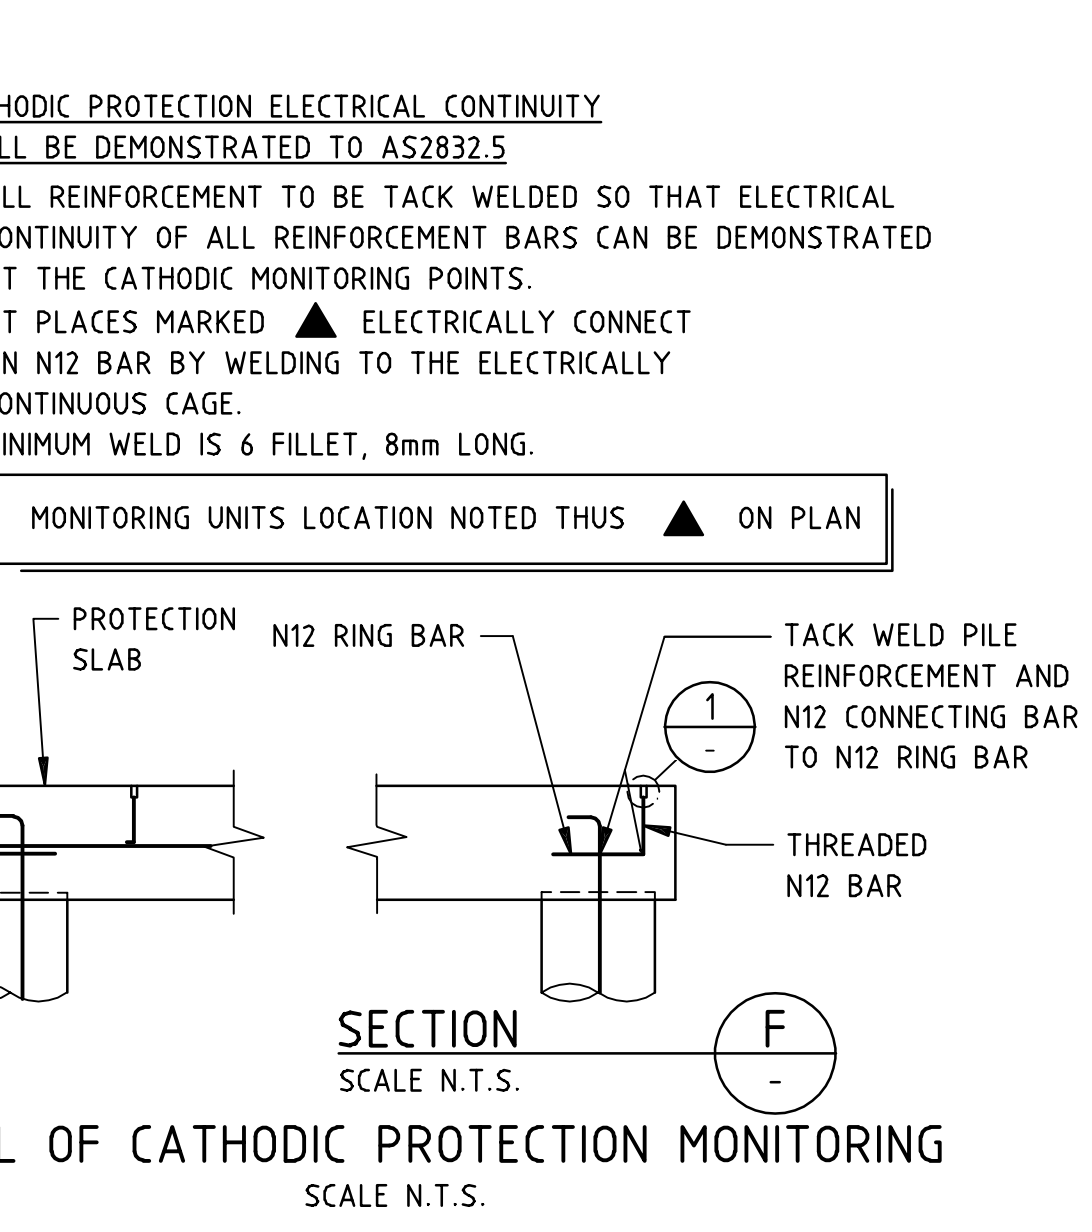 HODIC PROTECTION ELECTRICAL CONTINUITY
LL BE DEMONSTRATED TO AS2832.5
LL REINFORCEMENT TO BE TACK WELDED SO THAT ELECTRICAL
ONTINUITY OF ALL REINFORCEMENT BARS CAN BE DEMONSTRATED
T THE CATHODIC MONITORING POINTS.
T PLACES MARKED ▲ ELECTRICALLY CONNECT
N N12 BAR BY WELDING TO THE ELECTRICALLY
ONTINUOUS CAGE.
INIMUM WELD IS 6 FILLET, 8mm LONG.
MONITORING UNITS LOCATION NOTED THUS ▲ ON PLAN
PROTECTION
SLAB
N12 RING BAR
TACK WELD PILE
REINFORCEMENT AND
N12 CONNECTING BAR
TO N12 RING BAR
1
-
THREADED
N12 BAR
SECTION
F
-
SCALE N.T.S.
L OF CATHODIC PROTECTION MONITORING
SCALE N.T.S.